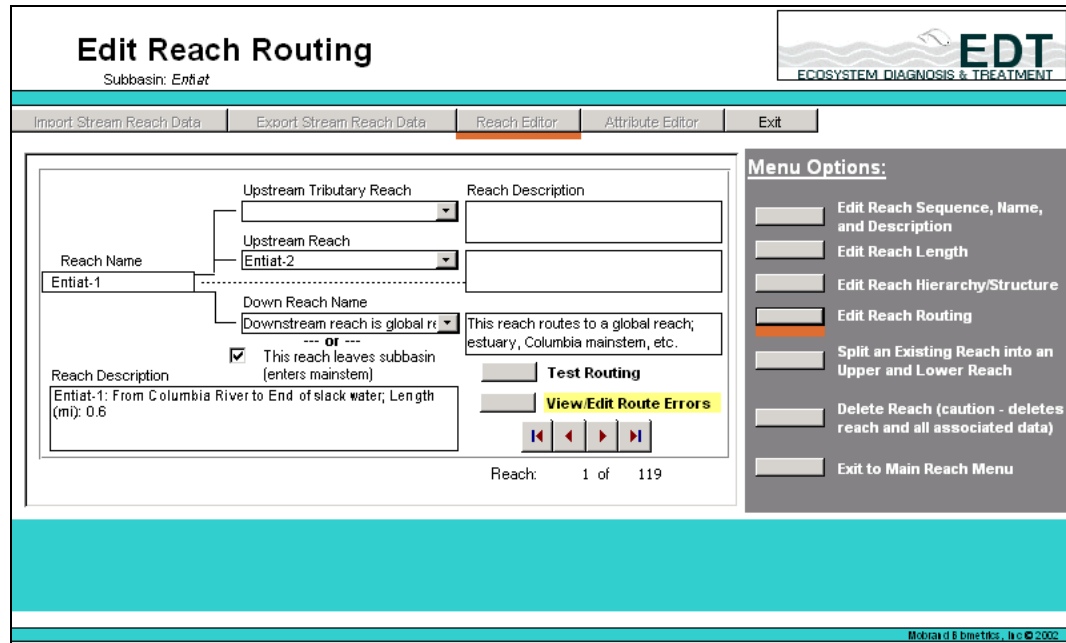 Edit Reach Routing
Subbasin: Entiat
EDT
ECOSYSTEM DIAGNOSIS & TREATMENT
Import Stream Reach Data
Export Stream Reach Data
Reach Editor
Attribute Editor
Exit
Upstream Tributary Reach
Reach Description
Upstream Reach
Entiat-2
Reach Name
Entiat-1
Down Reach Name
Downstream reach is global re
--- or ---
This reach leaves subbasin
(enters mainstem)
This reach routes to a global reach;
estuary, Columbia mainstem, etc.
Reach Description
Entiat-1: From Columbia River to End of slack water; Length
(mi): 0.6
Test Routing
View/Edit Route Errors
Reach: 1 of 119
Menu Options:
Edit Reach Sequence, Name,
and Description
Edit Reach Length
Edit Reach Hierarchy/Structure
Edit Reach Routing
Split an Existing Reach into an
Upper and Lower Reach
Delete Reach (caution - deletes
reach and all associated data)
Exit to Main Reach Menu
Mobrand Biometrics, Inc © 2002